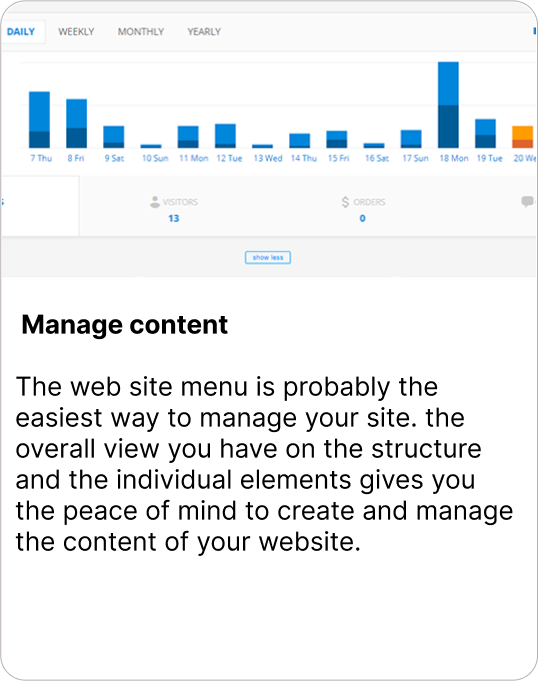 DAILY WEEKLY MONTHLY YEARLY
7 Thu 8 Fri 9 Sat 10 Sun 11 Mon 12 Tue 13 Wed 14 Thu 15 Fri 16 Sat 17 Sun 18 Mon 19 Tue 20 We
VISITORS ORDERS
13 0
show less
Manage content
The web site menu is probably the
easiest way to manage your site. the
overall view you have on the structure
and the individual elements gives you
the peace of mind to create and manage
the content of your website.